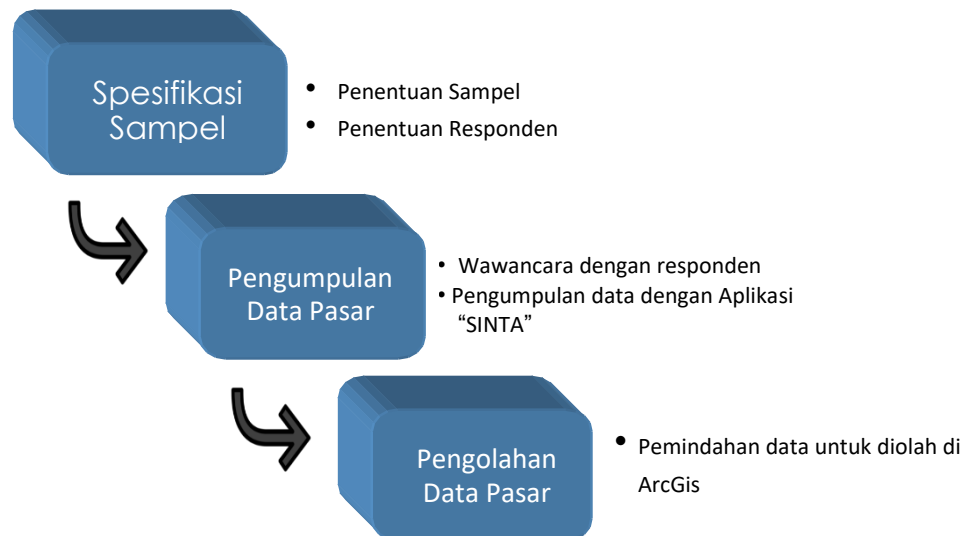 Spesifikasi
Sampel
• Penentuan Sampel
• Penentuan Responden
Pengumpulan
Data Pasar
• Wawancara dengan responden
• Pengumpulan data dengan Aplikasi
“SINTA”
Pengolahan
Data Pasar
• Pemindahan data untuk diolah di
ArcGis